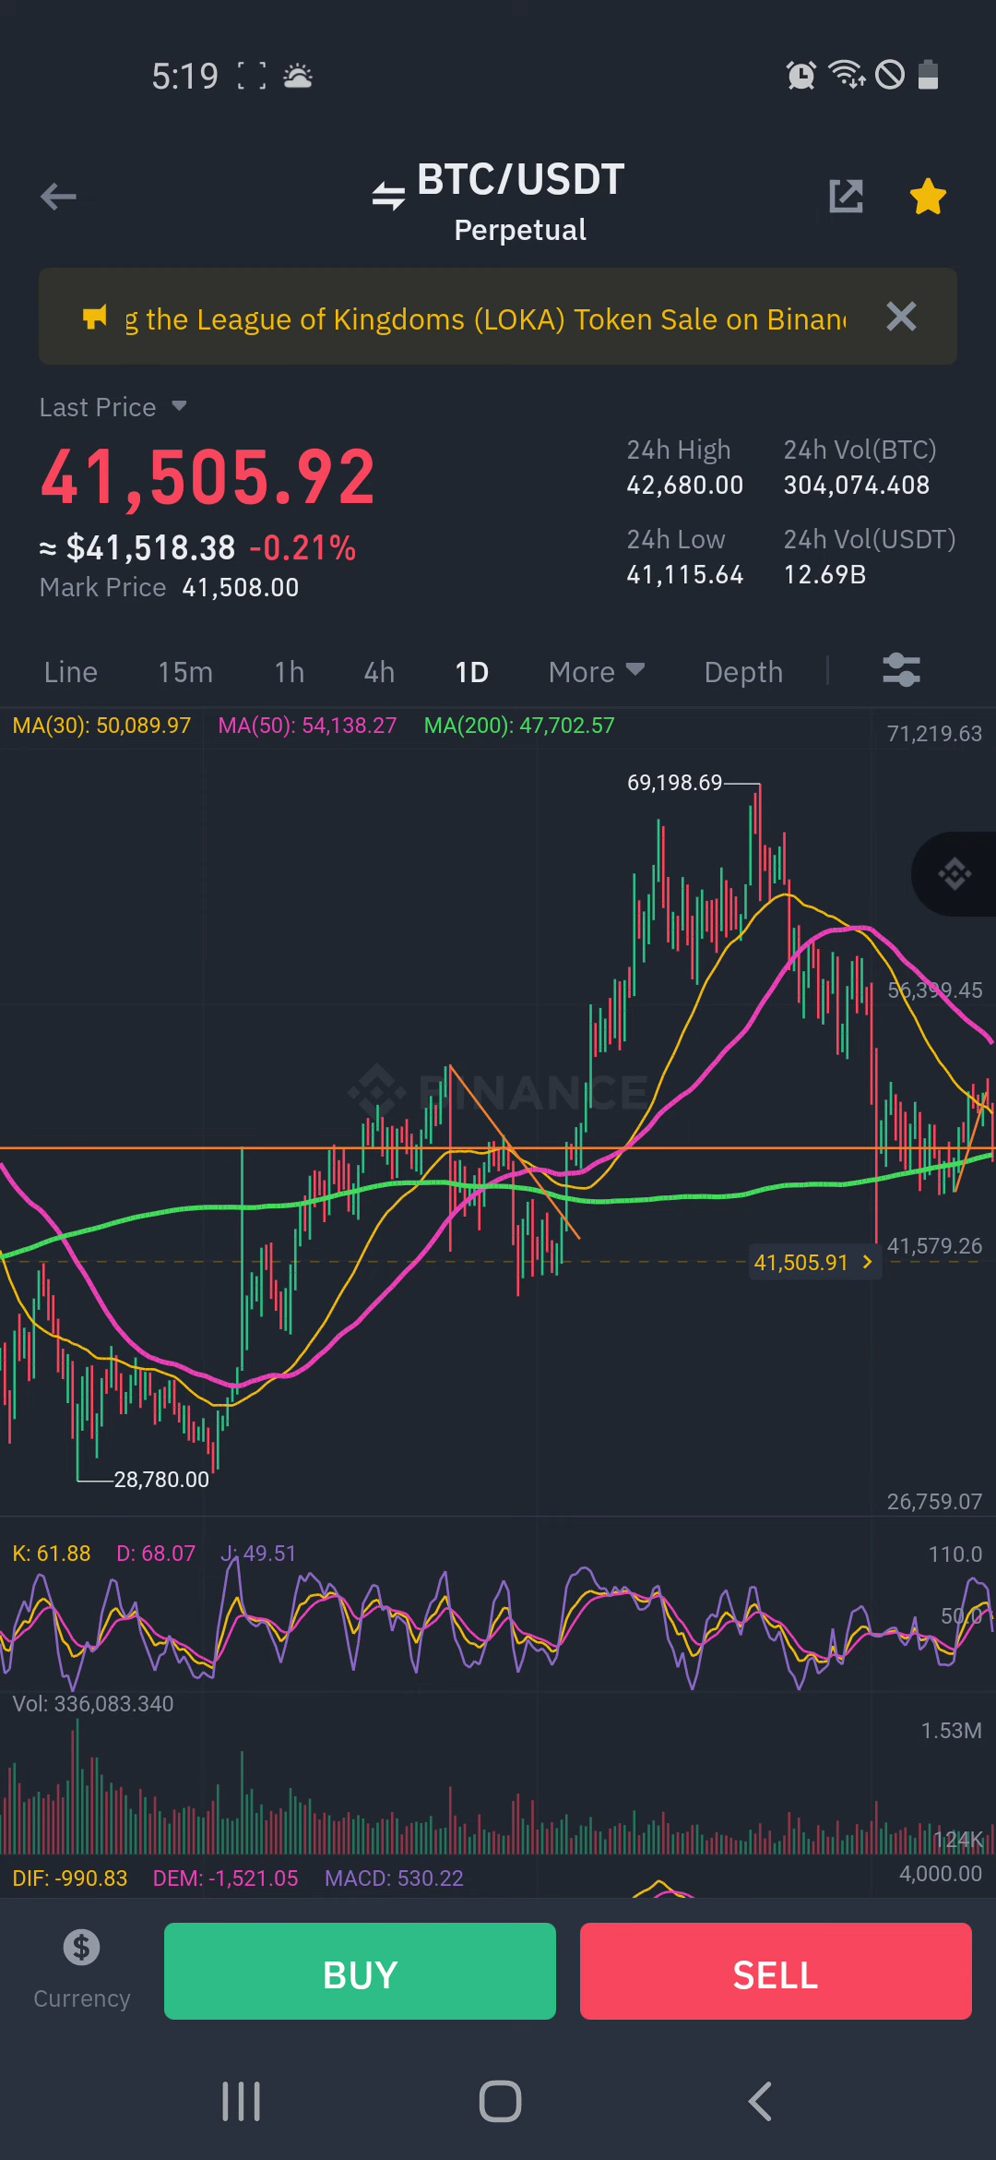 5:19
BTC/USDT
Perpetual
g the League of Kingdoms (LOKA) Token Sale on Binan
Last Price
41,505.92
≈ $41,518.38 -0.21%
Mark Price 41,508.00
24h High
42,680.00
24h Vol(BTC)
304,074.408
24h Low
41,115.64
24h Vol(USDT)
12.69B
Line 15m 1h 4h 1D More Depth
MA(30): 50,089.97 MA(50): 54,138.27 MA(200): 47,702.57
71,219.63
69,198.69
56,399.45
BINANCE
41,579.26
41,505.91
28,780.00
26,759.07
K: 61.88 D: 68.07 J: 49.51
110.0
50.0
Vol: 336,083.340
1.53M
124K
DIF: -990.83 DEM: -1,521.05 MACD: 530.22
4,000.00
$
Currency
BUY
SELL